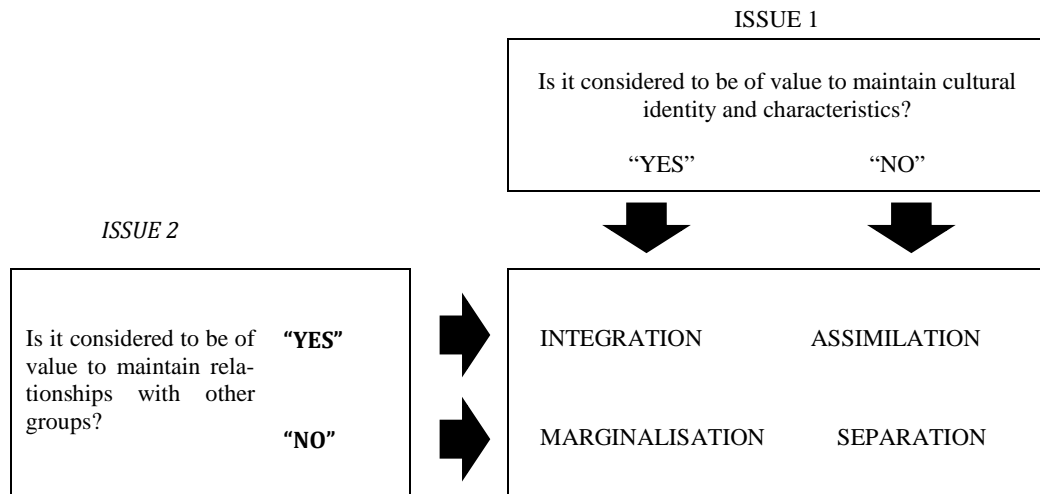 ISSUE 1
Is it considered to be of value to maintain cultural
identity and characteristics?
“YES” “NO”
ISSUE 2
Is it considered to be of
value to maintain rela-
tionships with other
groups?
“YES”
“NO”
INTEGRATION ASSIMILATION
MARGINALISATION SEPARATION